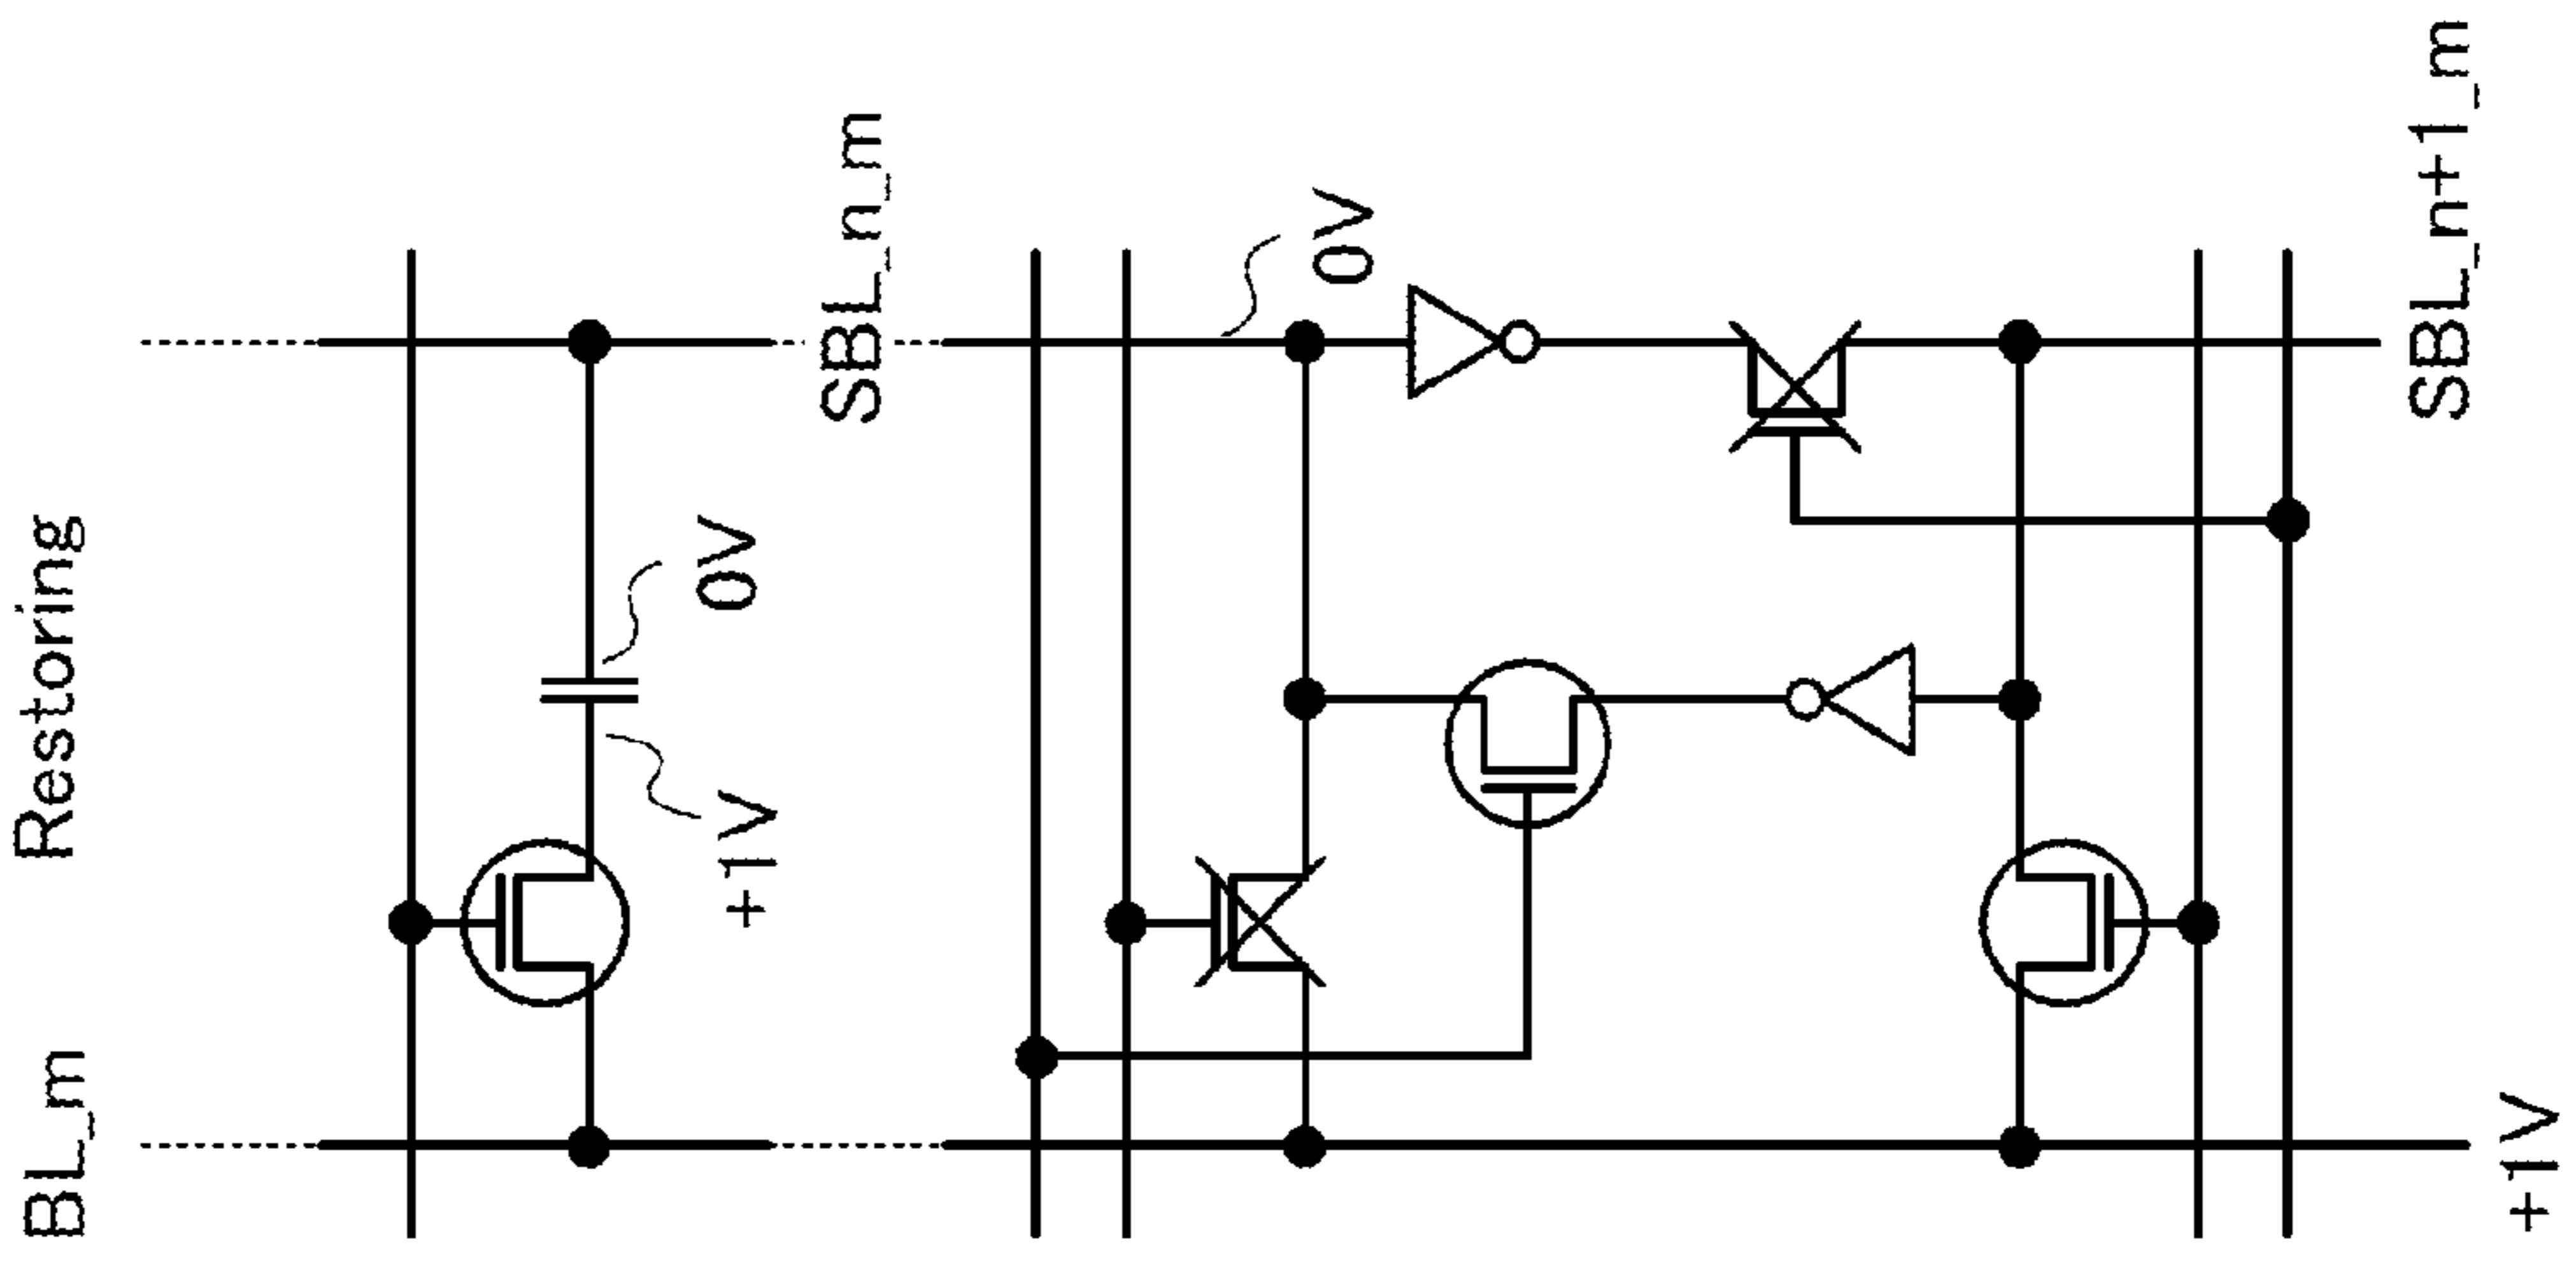 Restoring
BL_m
SBL_n_m
0V
+1V
0V
SBL_n+1_m
+1V